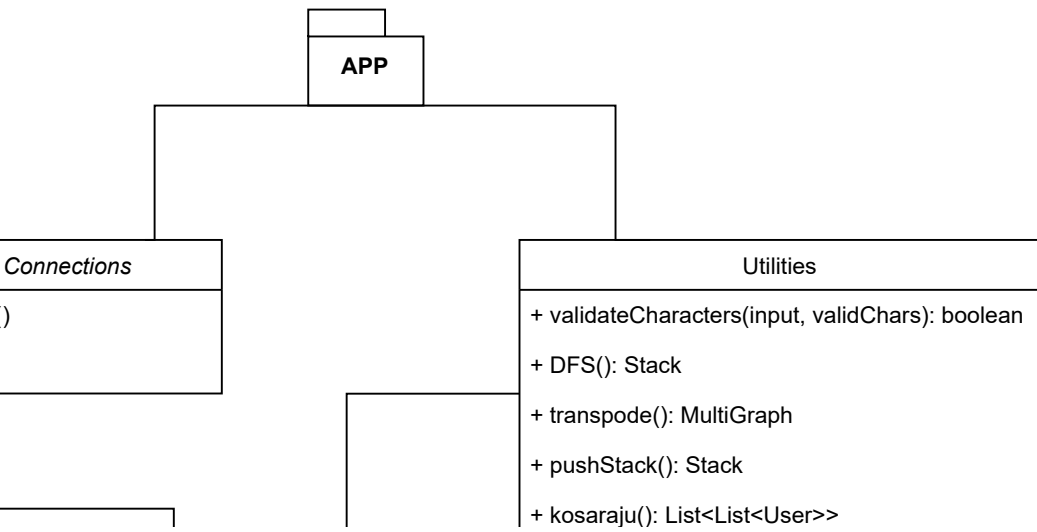 APP
Connections
()
Utilities
+ validateCharacters(input, validChars): boolean
+ DFS(): Stack
+ transpode(): MultiGraph
+ pushStack(): Stack
+ kosaraju(): List<List<User>>